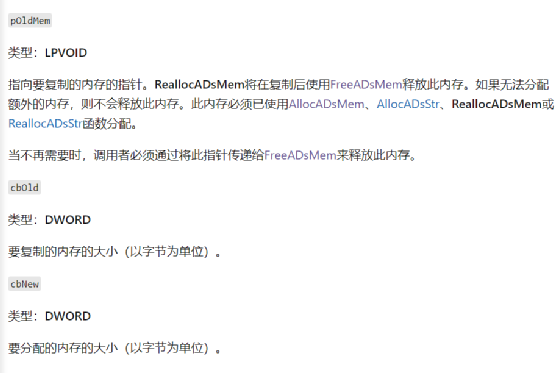 pOldMem
类型：LPVOID
指向要复制的内存的指针。ReallocADsMem将在复制后使用FreeADsMem释放此内存。如果无法分配
额外的内存，则不会释放此内存。此内存必须已使用AllocADsMem、AllocADsStr、ReallocADsMem或
ReallocADsStr函数分配。
当不再需要时，调用者必须通过将此指针传递给FreeADsMem来释放此内存。
cbOld
类型：DWORD
要复制的内存的大小（以字节为单位）。
cbNew
类型：DWORD
要分配的内存的大小（以字节为单位）。